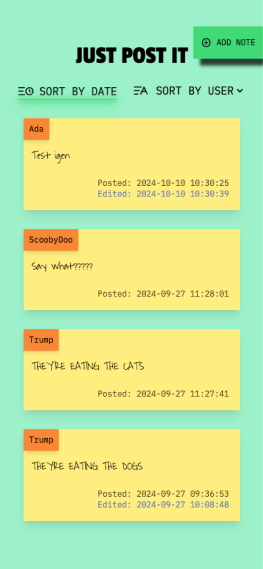 ADD NOTE
JUST POST IT
SORT BY DATE SORT BY USER
Ada
Test igen
Posted: 2024-10-10 10:30:25
Edited: 2024-10-10 10:30:39
ScoobyDoo
Say what?????
Posted: 2024-09-27 11:28:01
Trump
THEY'RE EATING THE CATS
Posted: 2024-09-27 11:27:41
Trump
THEY'RE EATING THE DOGS
Posted: 2024-09-27 09:36:53
Edited: 2024-09-27 10:08:48